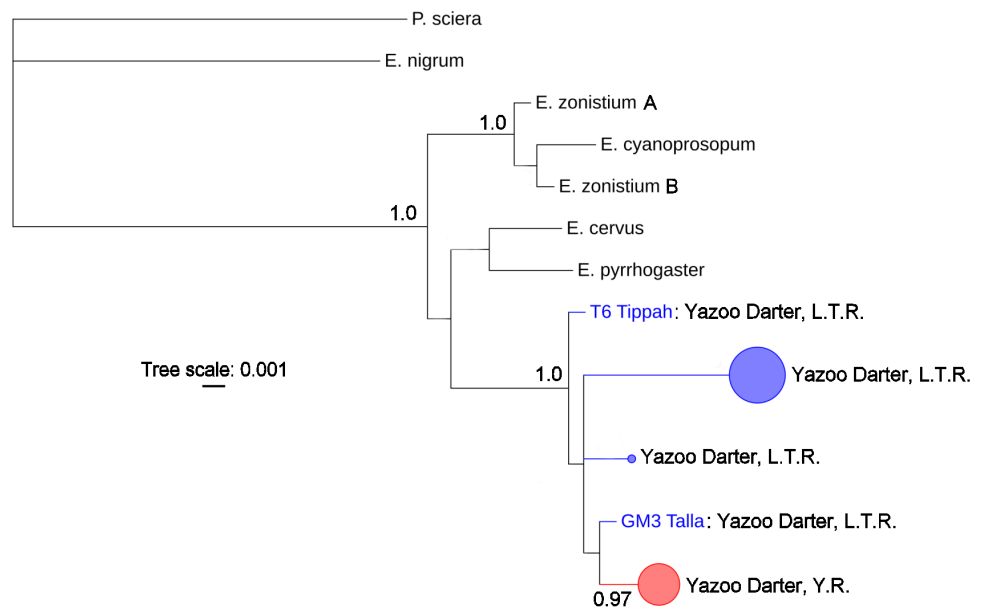 P. sciera
E. nigrum
E. zonistium A
1.0
E. cyanoprosopum
E. zonistium B
1.0
E. cervus
E. pyrrhogaster
T6 Tippah: Yazoo Darter, L.T.R.
Tree scale: 0.001
1.0
Yazoo Darter, L.T.R.
Yazoo Darter, L.T.R.
GM3 Talla: Yazoo Darter, L.T.R.
Yazoo Darter, Y.R.
0.97